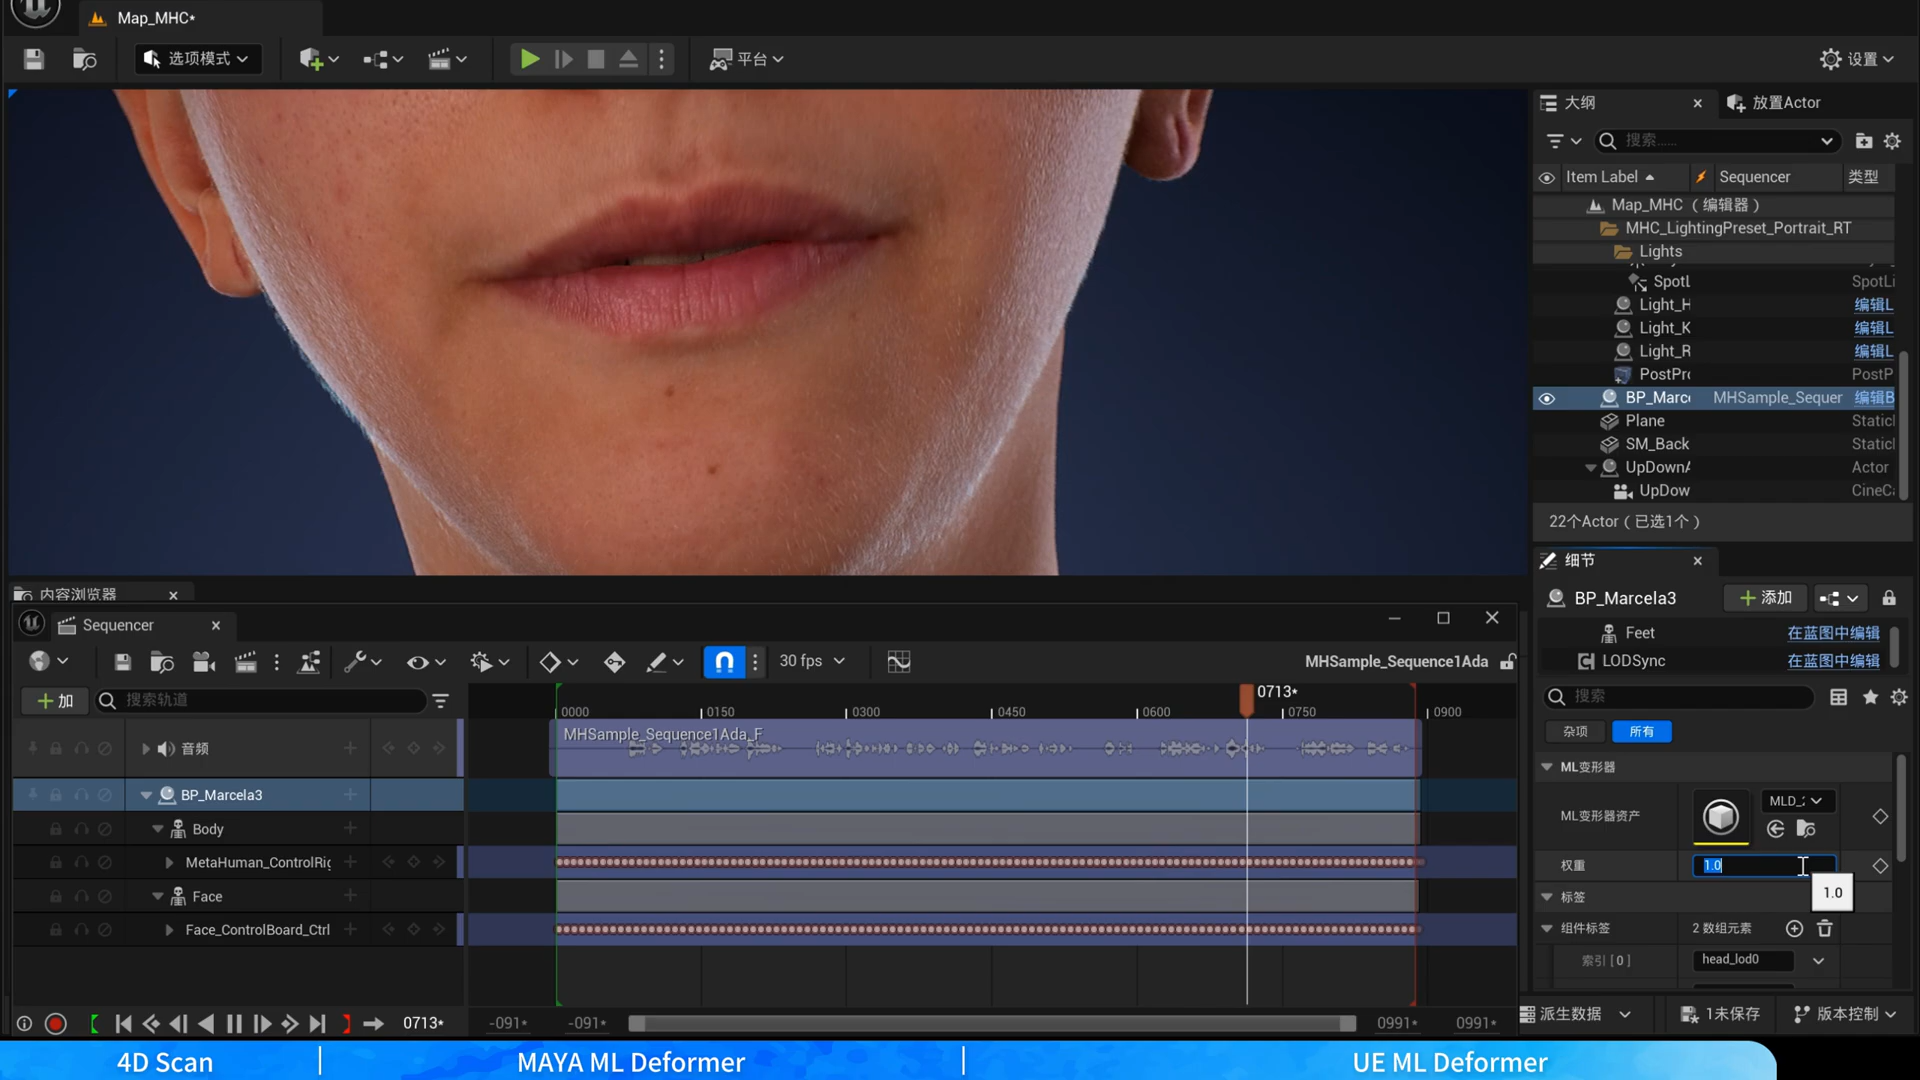 Map_MHC*
选项模式
平台
设置
大纲
放置Actor
搜索......
Item Label
Sequencer
类型
Map_MHC（编辑器）
MHC_LightingPreset_Portrait_RT
Lights
SpotL
SpotLi
Light_H
编辑L
Light_K
编辑L
Light_R
编辑L
PostPr
PostP
BP_Marc
MHSample_Sequer
编辑B
Plane
Static
SM_Back
Static
UpDown
Actor
UpDow
CineC
22个Actor（已选1个）
细节
BP_Marcela3
添加
Feet
在蓝图中编辑
LODSync
在蓝图中编辑
搜索
杂项
所有
ML变形器
ML变形器资产
MLD_
权重
1.0
1.0
标签
组件标签
2 数组元素
索引 [ 0 ]
head_lod0
派生数据
1未保存
版本控制
内容浏览器
Sequencer
30 fps
MHSample_Sequence1Ada
加
搜索轨道
0713*
0000
0150
0300
0450
0600
0750
0900
音频
MHSample_Sequence1Ada_F
BP_Marcela3
Body
MetaHuman_ControlRig
Face
Face_ControlBoard_Ctrl
0713*
-091*
-091*
0991*
0991*
4D Scan
MAYA ML Deformer
UE ML Deformer